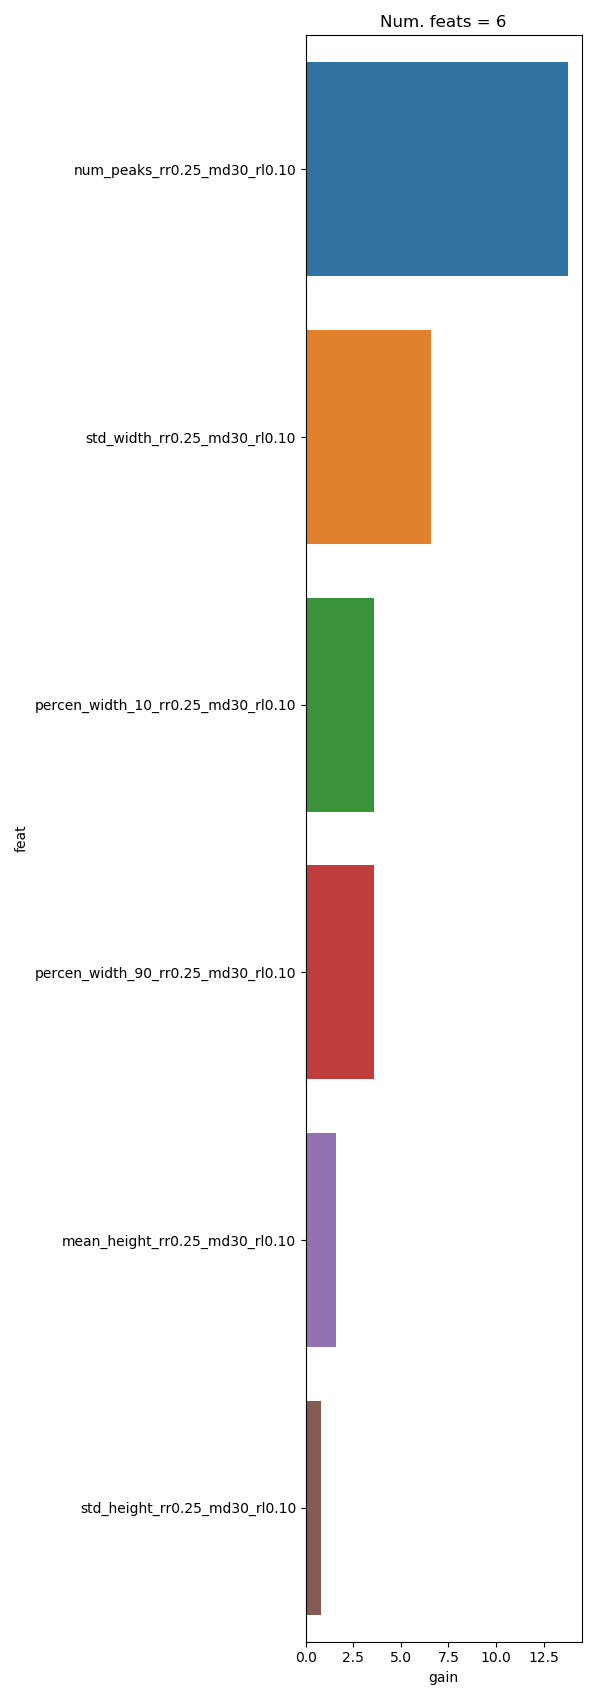 Num. feats = 6
num_peaks_rr0.25_md30_rl0.10
std_width_rr0.25_md30_rl0.10
percen_width_10_rr0.25_md30_rl0.10
feat
percen_width_90_rr0.25_md30_rl0.10
mean_height_rr0.25_md30_rl0.10
std_height_rr0.25_md30_rl0.10
0.0 2.5 5.0 7.5 10.0 12.5
gain